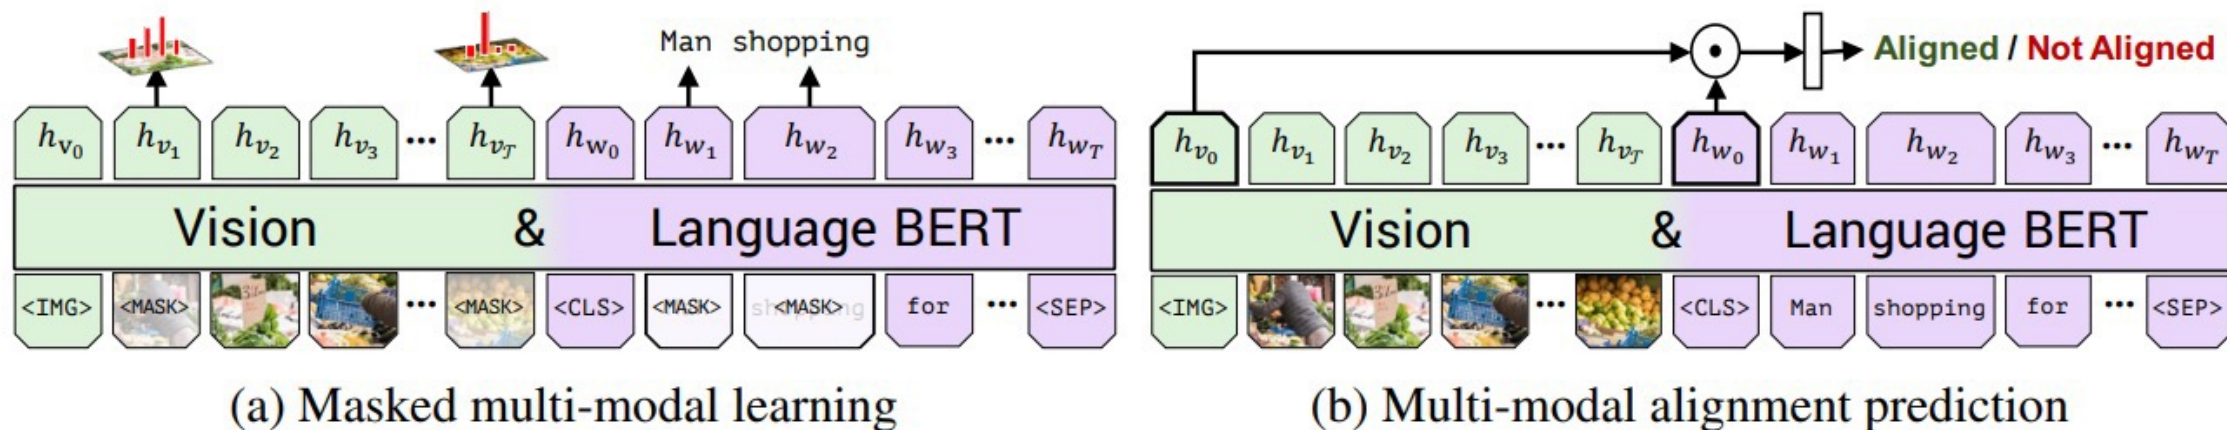 Man shopping
Aligned / Not Aligned
h_{v_0} h_{v_1} h_{v_2} h_{v_3} ... h_{v_𝒯} h_{w_0} h_{w_1} h_{w_2} h_{w_3} ... h_{w_T}
h_{v_0} h_{v_1} h_{v_2} h_{v_3} ... h_{v_𝒯} h_{w_0} h_{w_1} h_{w_2} h_{w_3} ... h_{w_T}
Vision & Language BERT
Vision & Language BERT
<IMG> <MASK> ... <MASK> <CLS> <MASK> <MASK> for ... <SEP>
<IMG> ... <CLS> Man shopping for ... <SEP>
(a) Masked multi-modal learning
(b) Multi-modal alignment prediction